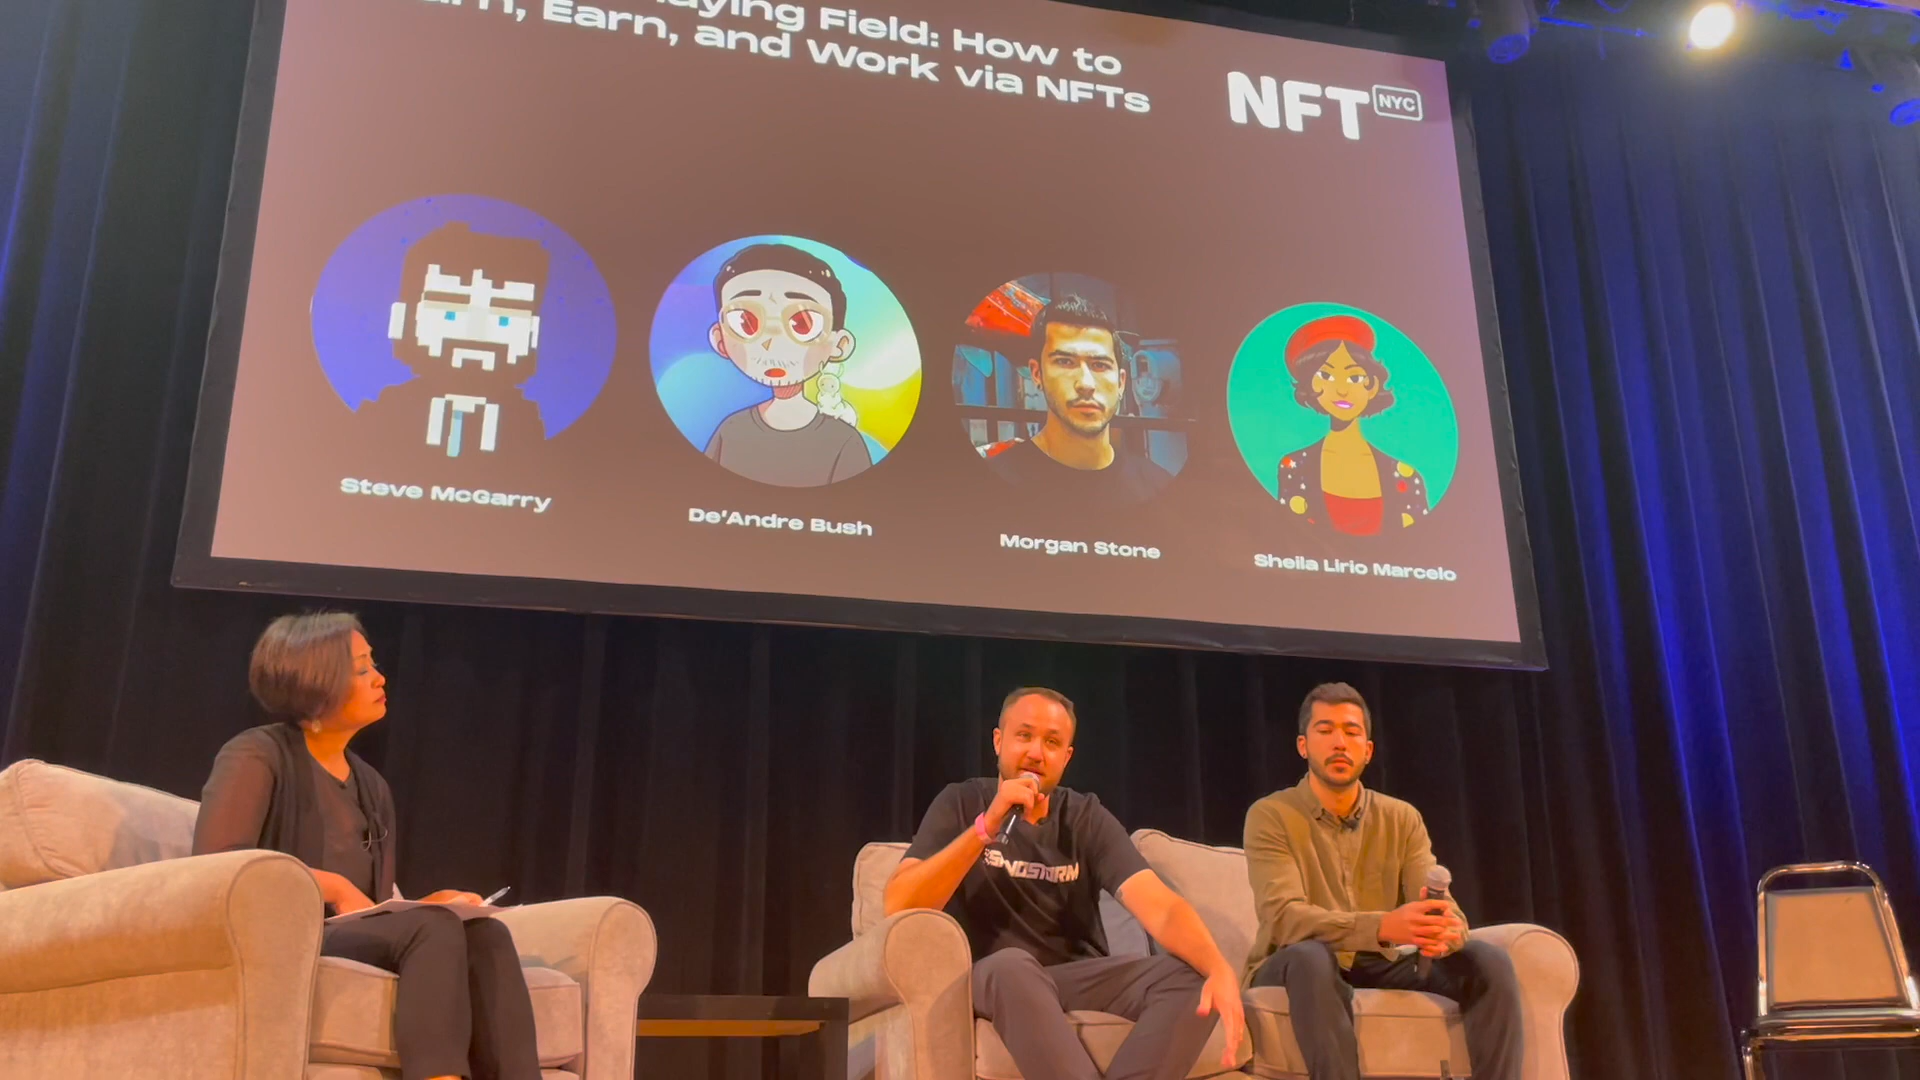 Playing Field: How to
Earn, and Work via NFTs
NFT NYC
Steve McGarry
De'Andre Bush
Morgan Stone
Sheila Lirio Marcelo